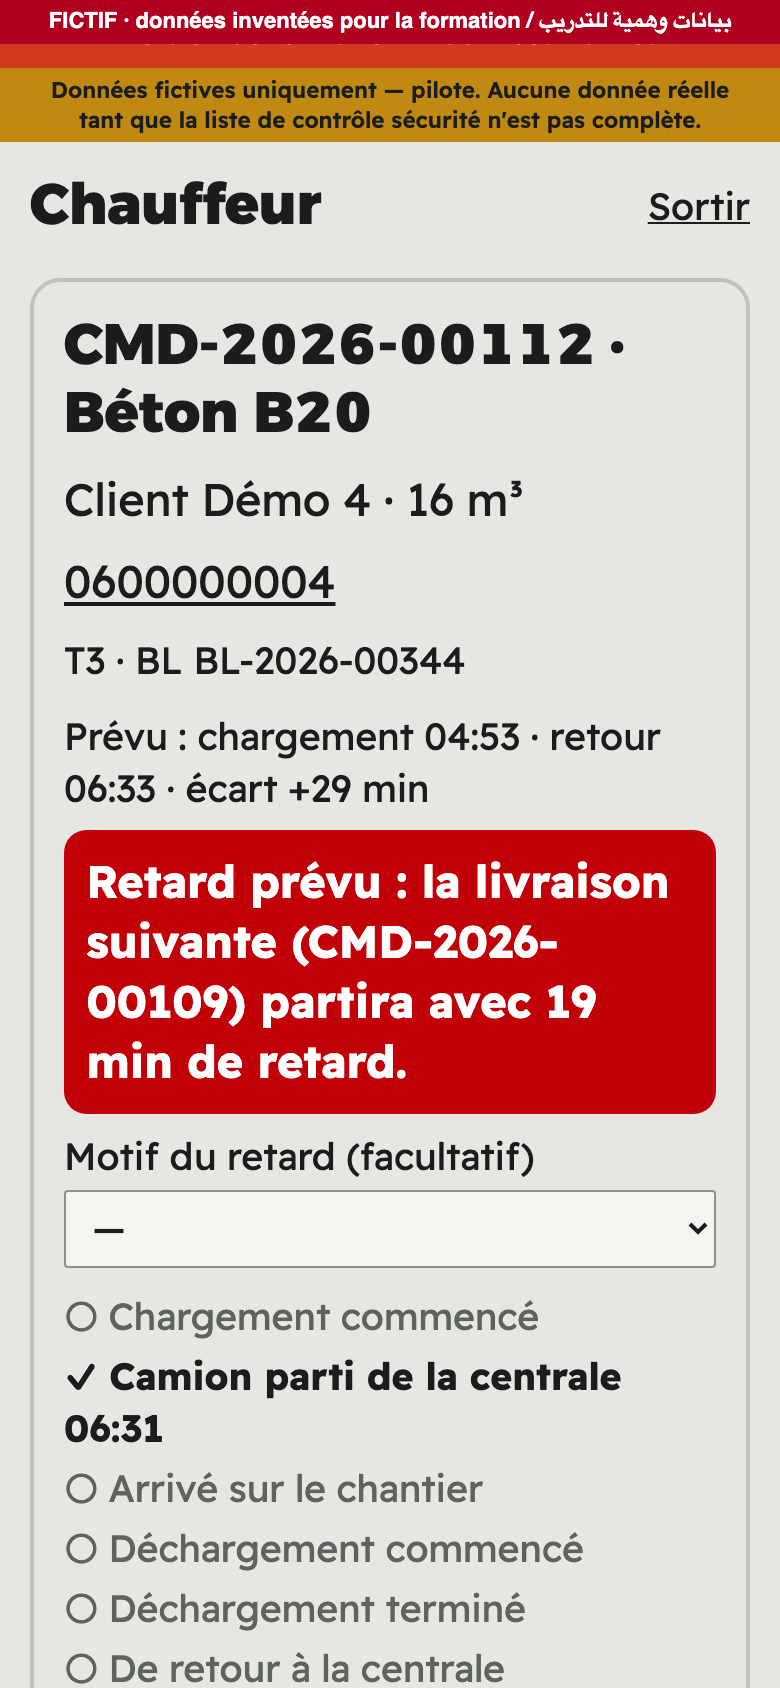 FICTIF · données inventées pour la formation / بيانات وهمية للتدريب
Données fictives uniquement — pilote. Aucune donnée réelle
tant que la liste de contrôle sécurité n'est pas complète.
Chauffeur
Sortir
CMD-2026-00112 ·
Béton B20
Client Démo 4 · 16 m³
0600000004
T3 · BL BL-2026-00344
Prévu : chargement 04:53 · retour
06:33 · écart +29 min
Retard prévu : la livraison
suivante (CMD-2026-
00109) partira avec 19
min de retard.
Motif du retard (facultatif)
—
○ Chargement commencé
✓ Camion parti de la centrale
06:31
○ Arrivé sur le chantier
○ Déchargement commencé
○ Déchargement terminé
○ De retour à la centrale